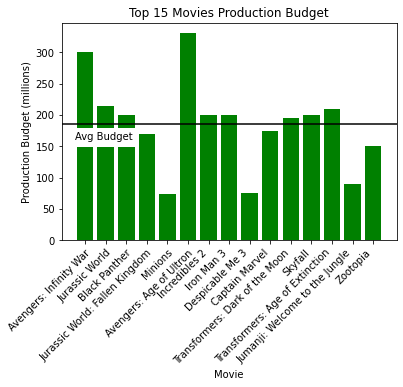 Top 15 Movies Production Budget
Production Budget (millions)
300
250
200
150
100
50
0
Avg Budget
Avengers: Infinity War
Jurassic World
Black Panther
Jurassic World: Fallen Kingdom
Minions
Avengers: Age of Ultron
Incredibles 2
Iron Man 3
Despicable Me 3
Captain Marvel
Transformers: Dark of the Moon
Skyfall
Transformers: Age of Extinction
Jumanji: Welcome to the Jungle
Zootopia
Movie